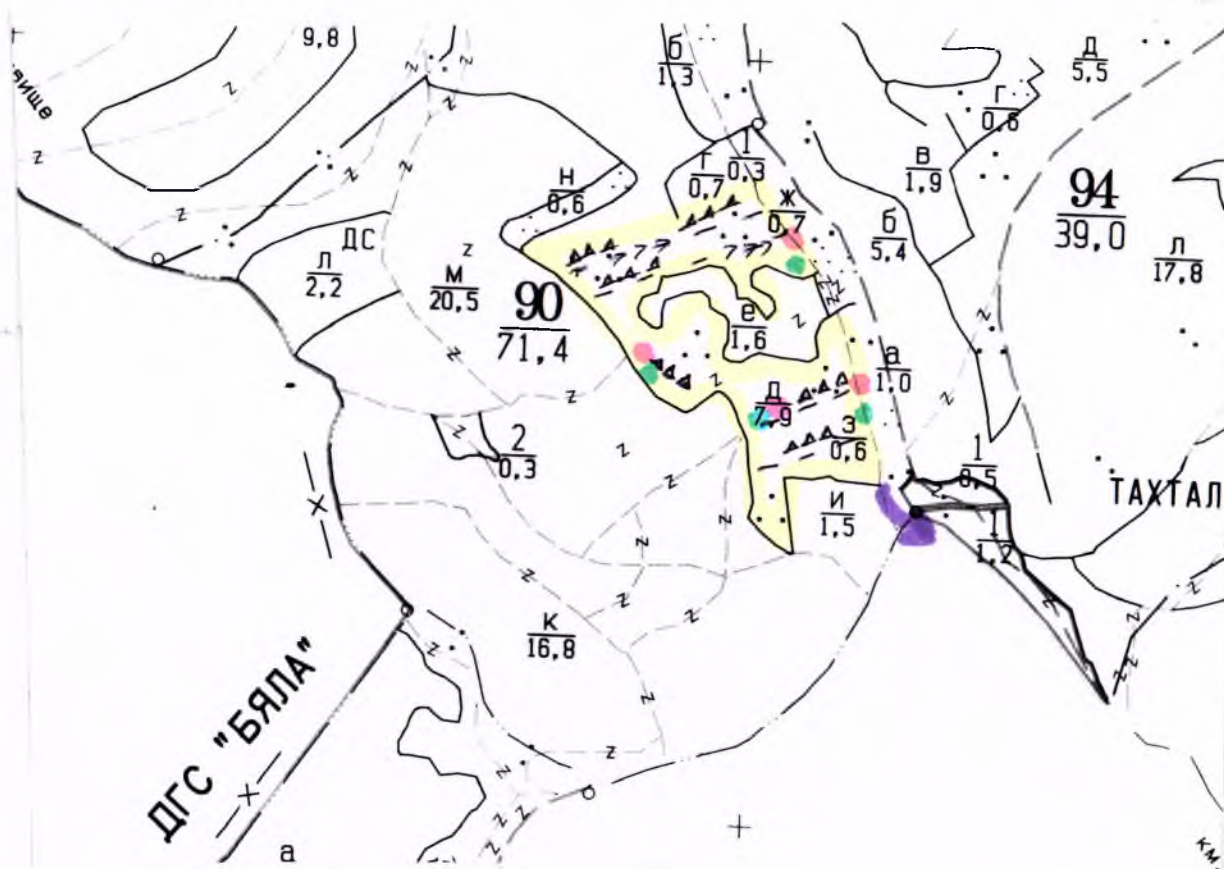 9,8
вище
б
1,3
Д
5,5
Г
0,6
Н
0,6
Г
0,7
1
0,3
В
1,9
94
39,0
Ж
0,7
ДС
Л
2,2
М
20,5
б
5,4
Л
17,8
90
71,4
е
1,6
а
1,0
Д
7,9
2
0,3
З
0,6
1
0,5
ТАХТАЛ
И
1,5
1
1,2
К
16,8
ДГС "БЯЛА"
а
км.